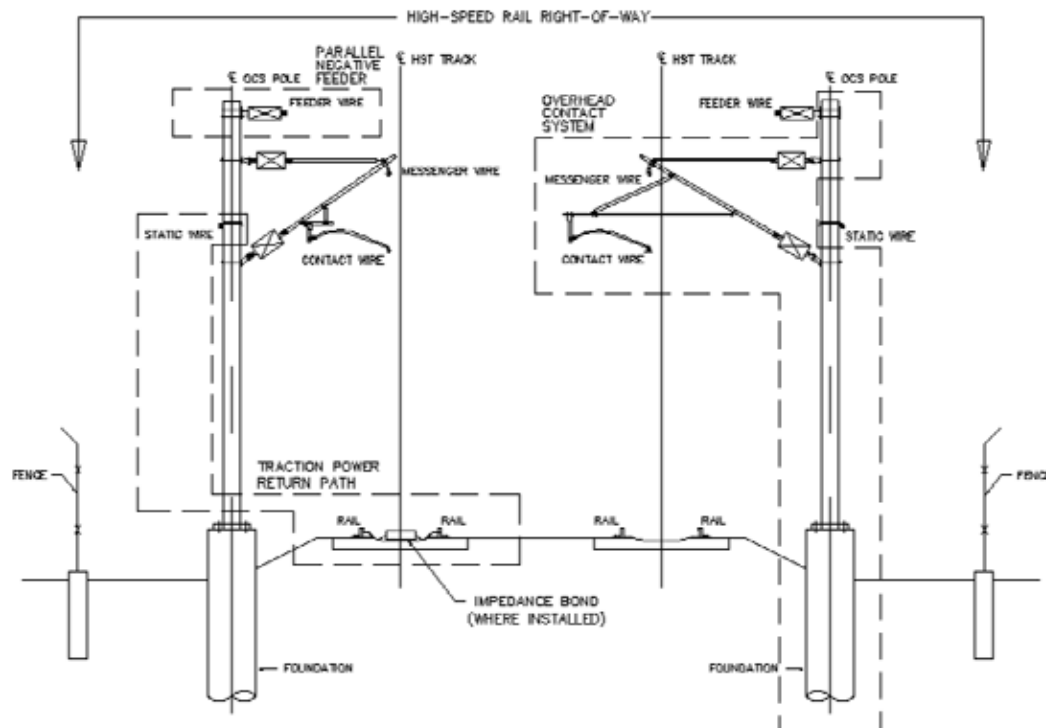 HIGH-SPEED RAIL RIGHT-OF-WAY
℄ OCS POLE
PARALLEL
NEGATIVE
FEEDER
℄ HST TRACK
℄ HST TRACK
℄ OCS POLE
FEEDER WIRE
OVERHEAD
CONTACT
SYSTEM
FEEDER WIRE
MESSENGER WIRE
MESSENGER WIRE
STATIC WIRE
STATIC WIRE
CONTACT WIRE
CONTACT WIRE
TRACTION POWER
RETURN PATH
FENCE
FENC
RAIL
RAIL
RAIL
RAIL
IMPEDANCE BOND
(WHERE INSTALLED)
FOUNDATION
FOUNDATION